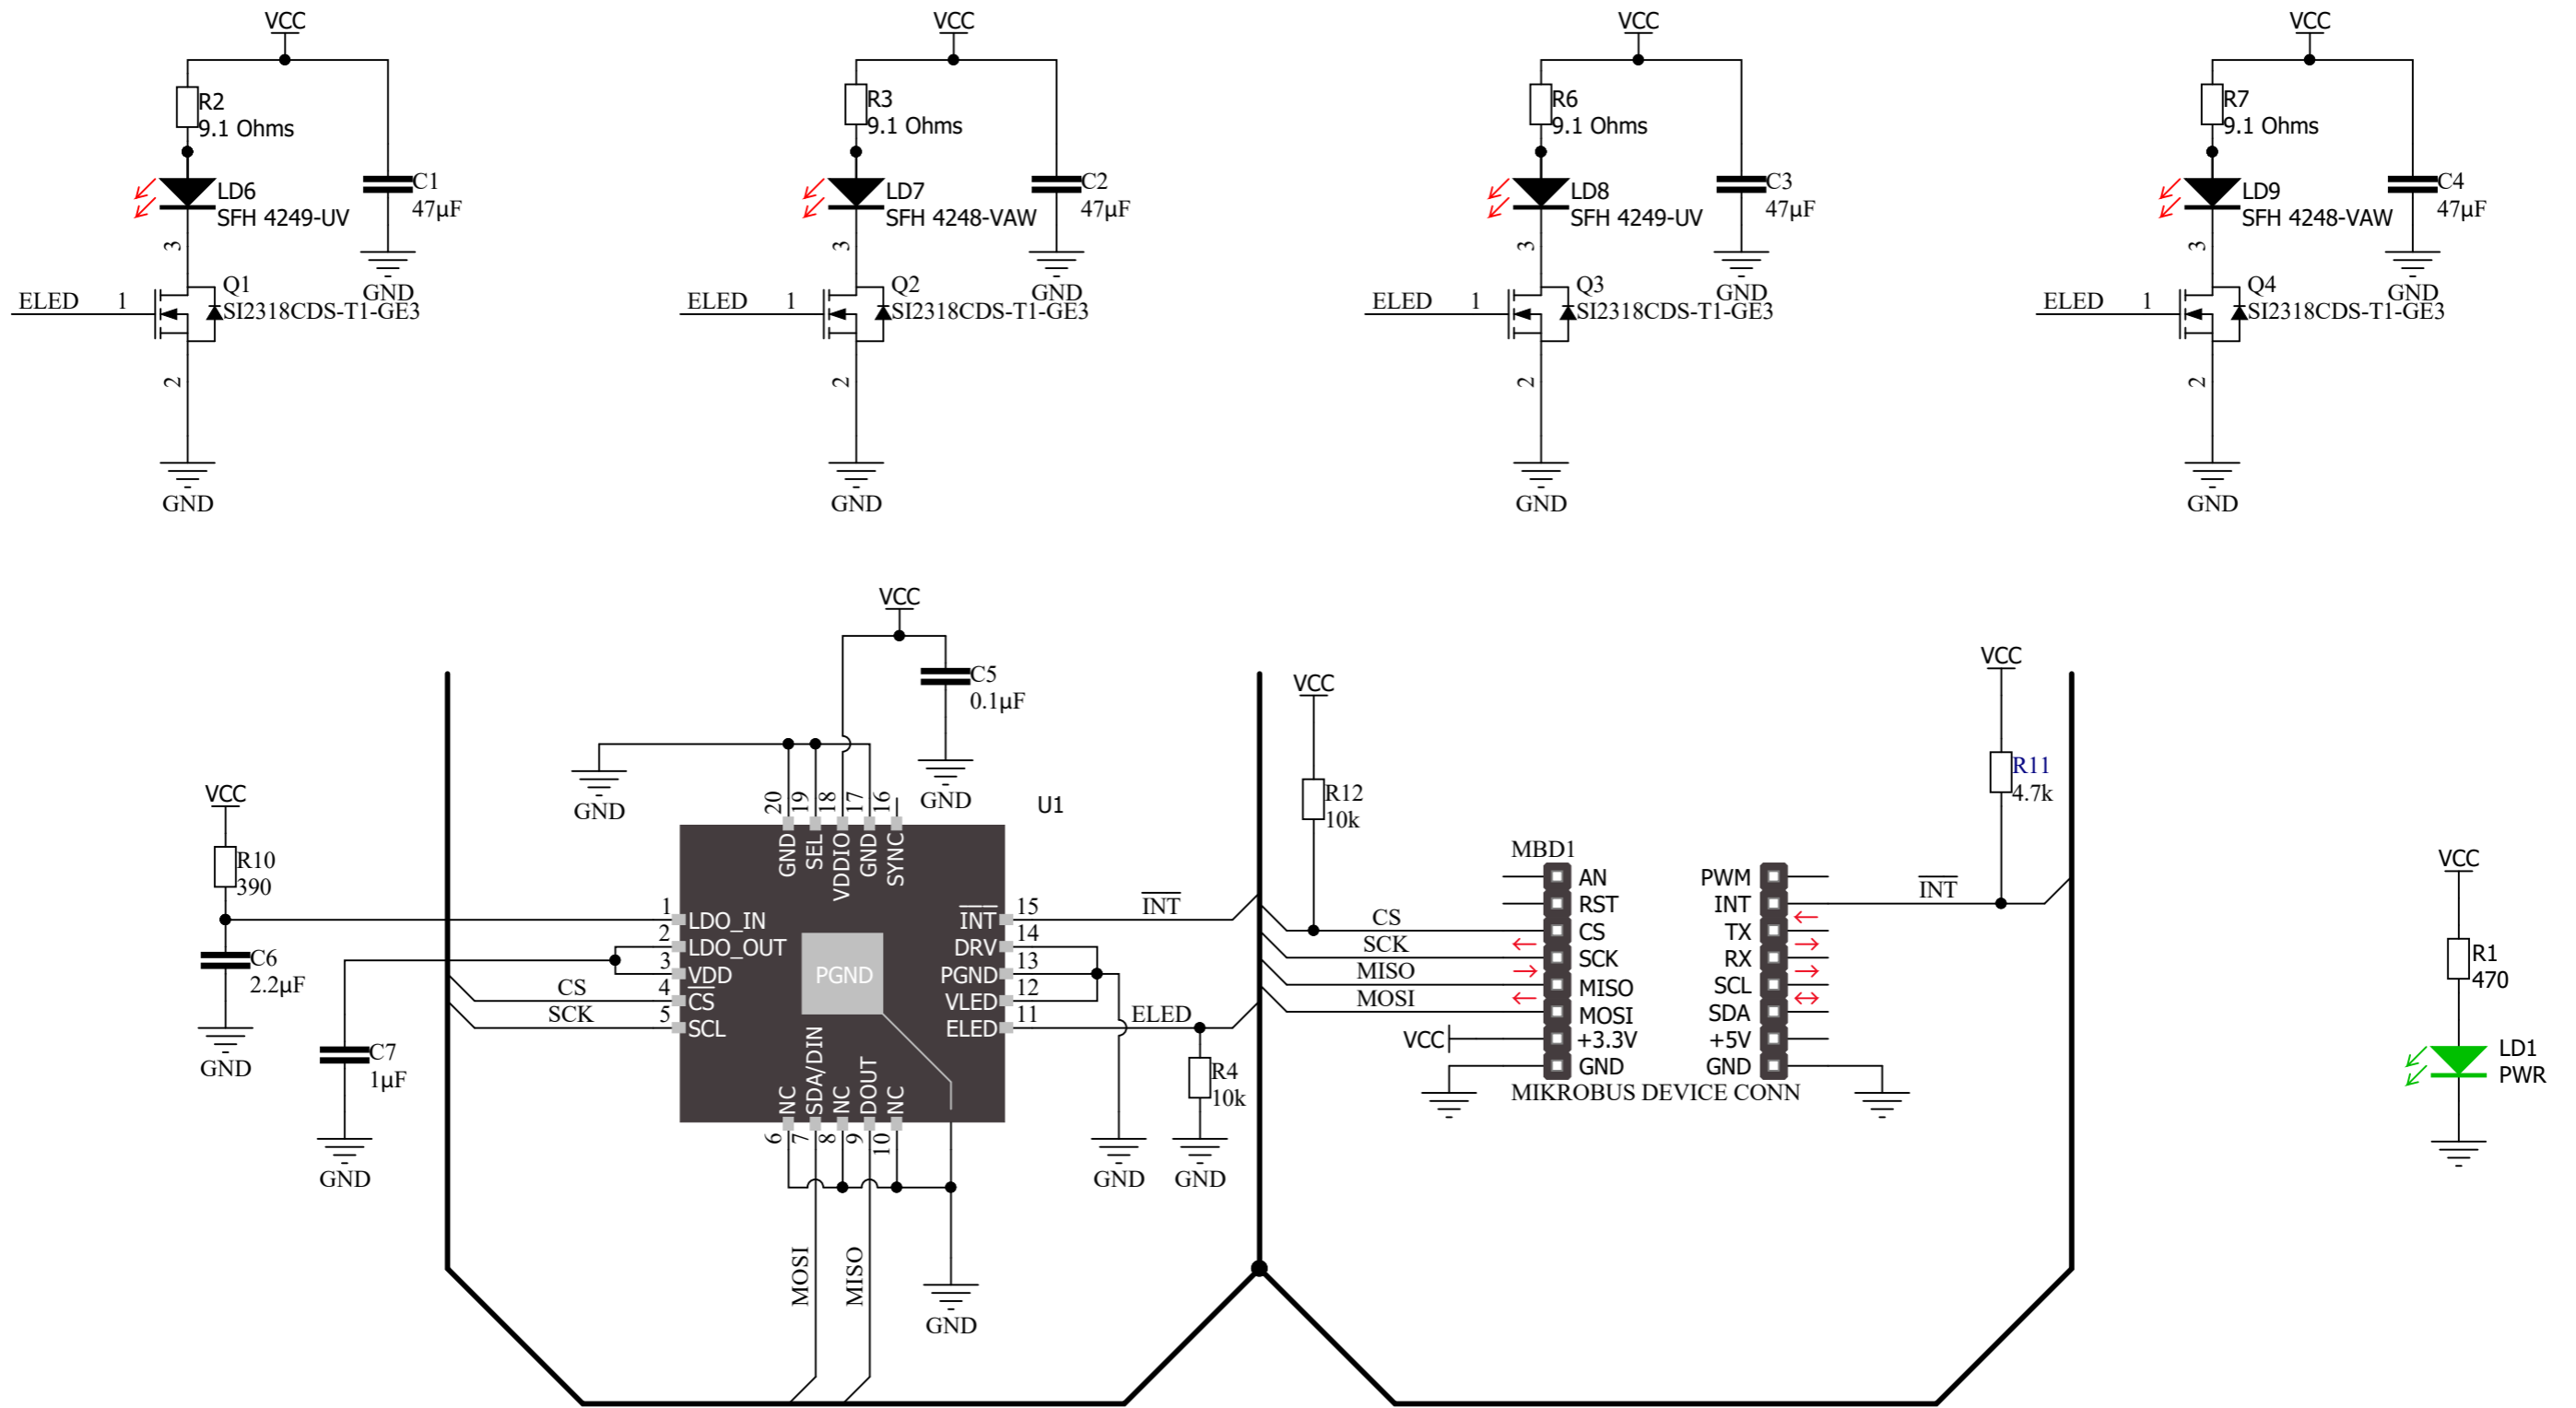 VCC
R2
9.1 Ohms
LD6
SFH 4249-UV
C1
47µF
3
GND
ELED
1
Q1
SI2318CDS-T1-GE3
2
GND
VCC
R3
9.1 Ohms
LD7
SFH 4248-VAW
C2
47µF
3
GND
ELED
1
Q2
SI2318CDS-T1-GE3
2
GND
VCC
R6
9.1 Ohms
LD8
SFH 4249-UV
C3
47µF
3
GND
ELED
1
Q3
SI2318CDS-T1-GE3
2
GND
VCC
R7
9.1 Ohms
LD9
SFH 4248-VAW
C4
47µF
3
GND
ELED
1
Q4
SI2318CDS-T1-GE3
2
GND
VCC
C5
0.1µF
GND
GND
VCC
R10
390
C6
2.2µF
GND
C7
1µF
GND
CS
SCK
U1
20
19
18
17
16
GND
SEL
VDDIO
GND
SYNC
1
2
3
4
5
LDO_IN
LDO_OUT
VDD
CS
SCL
PGND
15
14
13
12
11
INT
DRV
PGND
VLED
ELED
NC
SDA/DIN
NC
DOUT
NC
6
7
8
9
10
MOSI
MISO
GND
INT
ELED
R4
10k
GND
GND
VCC
R12
10k
CS
SCK
MISO
MOSI
VCC
MBD1
AN
RST
CS
SCK
MISO
MOSI
+3.3V
GND
PWM
INT
TX
RX
SCL
SDA
+5V
GND
MIKROBUS DEVICE CONN
VCC
R11
4.7k
INT
VCC
R1
470
LD1
PWR